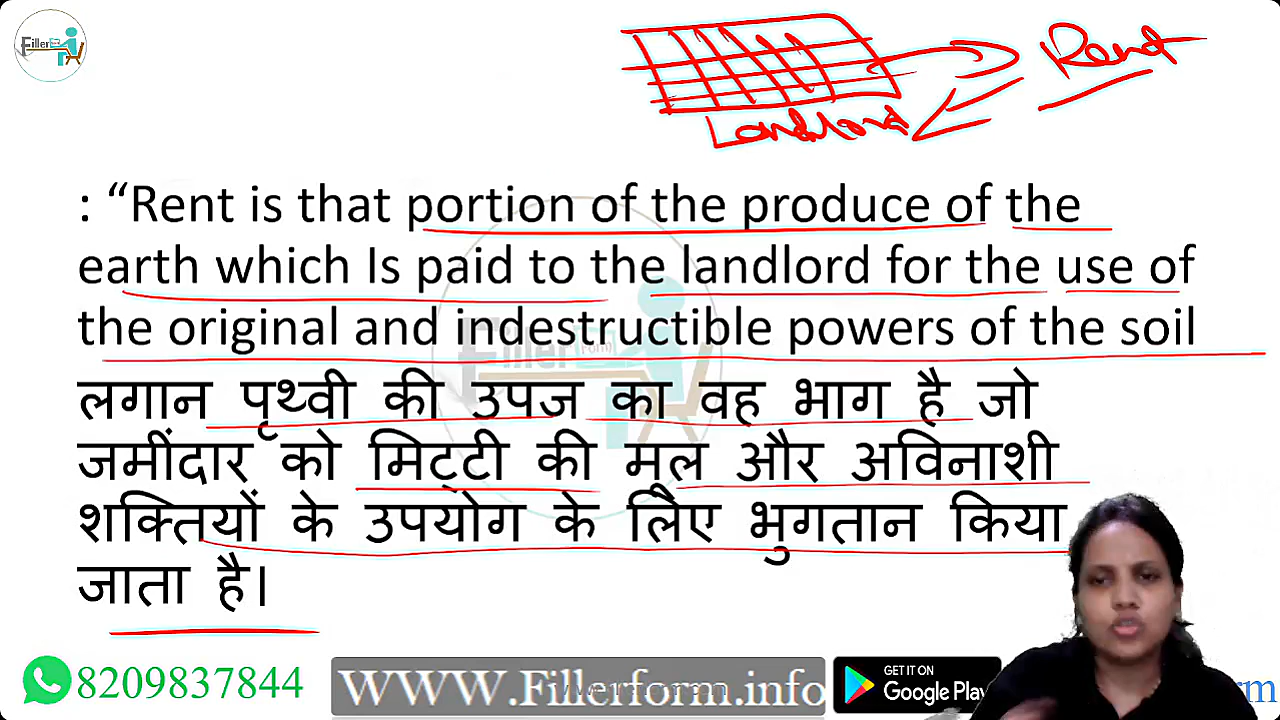 Filler
Rent
Landlord
: “Rent is that portion of the produce of the
earth which Is paid to the landlord for the use of
the original and indestructible powers of the soil
लगान पृथ्वी की उपज का वह भाग है जो
जमींदार को मिट्टी की मूल और अविनाशी
शक्तियों के उपयोग के लिए भुगतान किया
जाता है।
8209837844
www.Fillerform.info
GET IT ON
Google Play